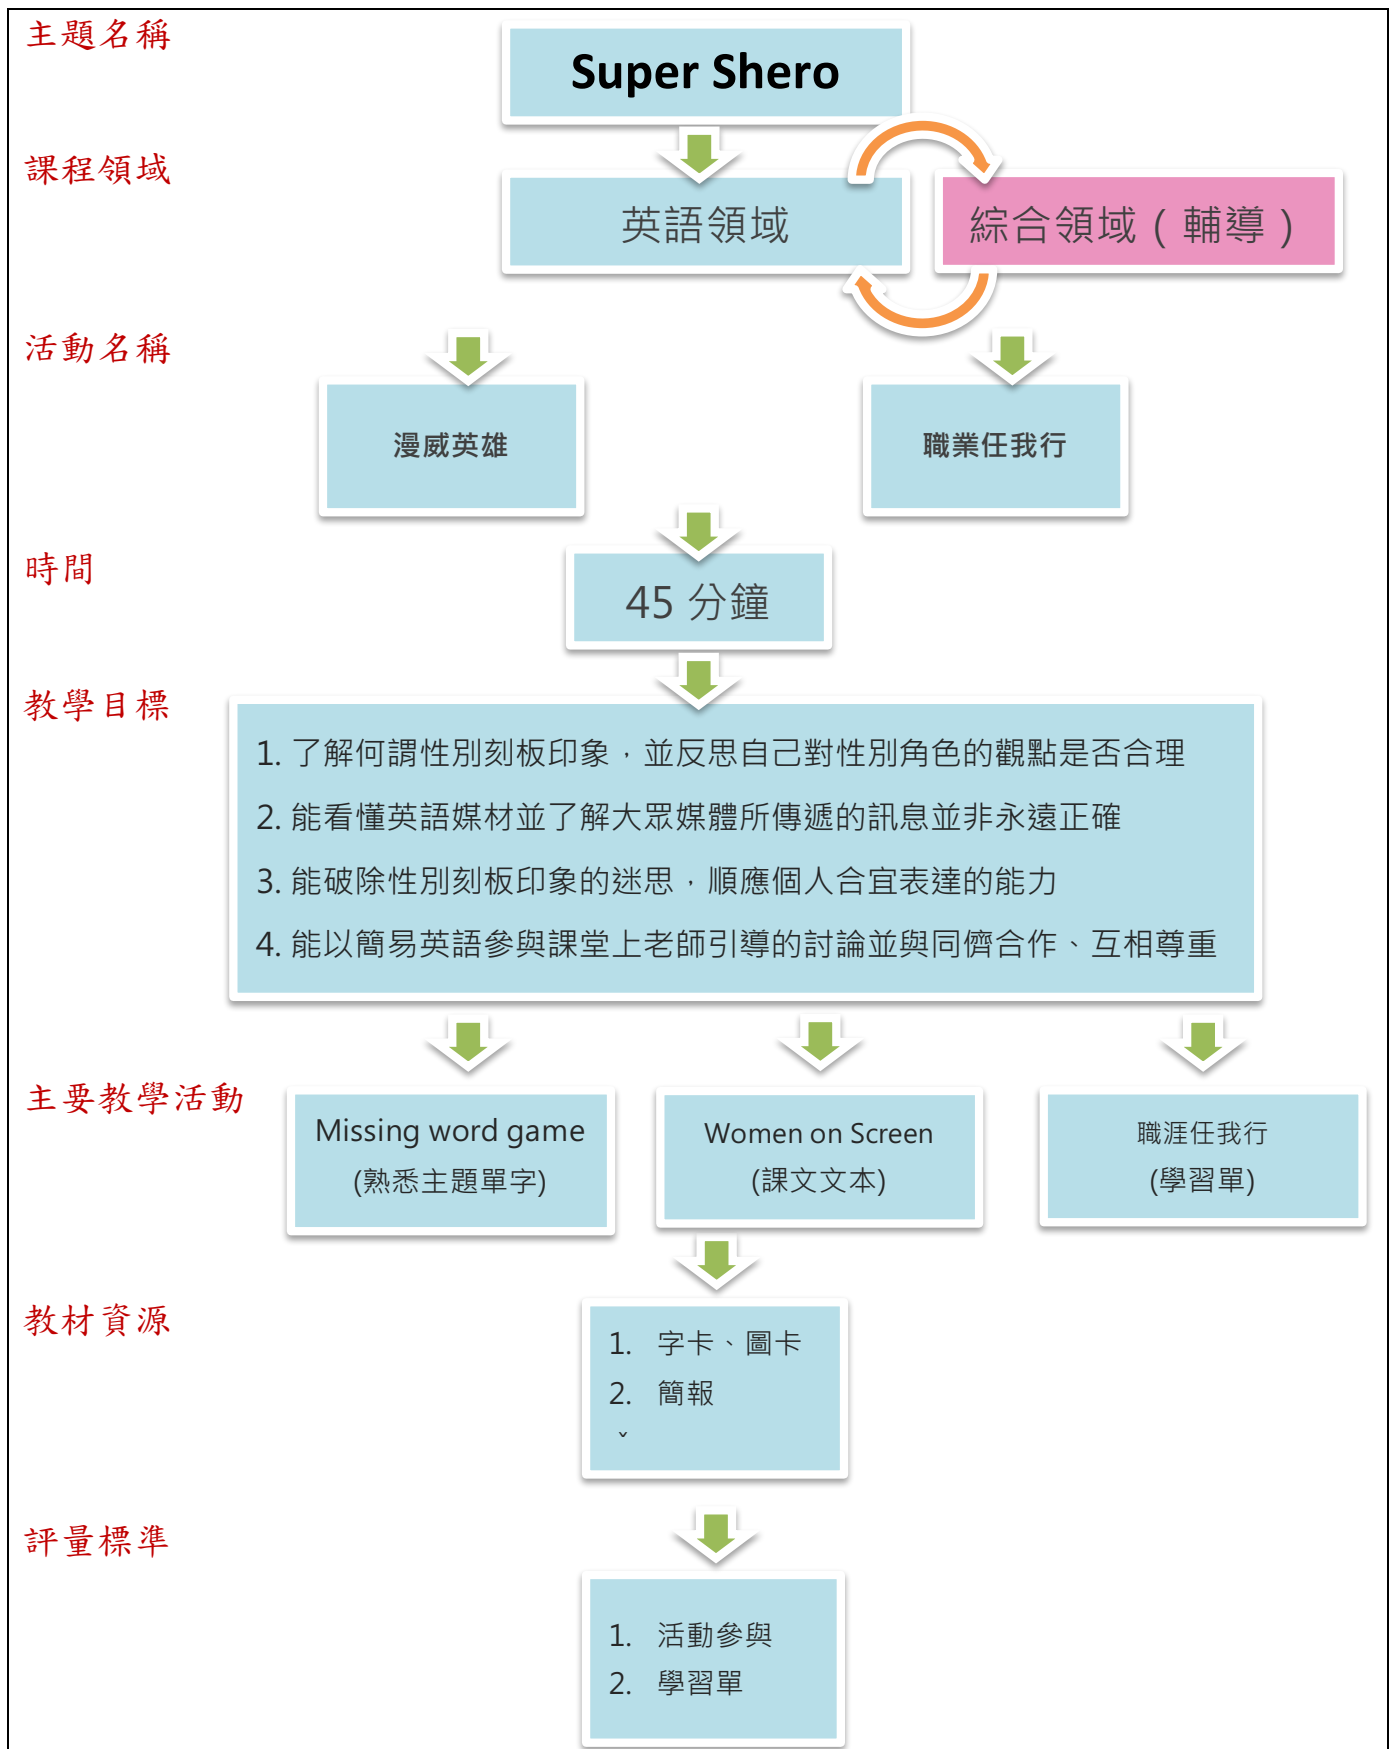 主題名稱
Super Shero
課程領域
英語領域
綜合領域（輔導）
活動名稱
漫威英雄
職業任我行
時間
45 分鐘
教學目標
1. 了解何謂性別刻板印象，並反思自己對性別角色的觀點是否合理
2. 能看懂英語媒材並了解大眾媒體所傳遞的訊息並非永遠正確
3. 能破除性別刻板印象的迷思，順應個人合宜表達的能力
4. 能以簡易英語參與課堂上老師引導的討論並與同儕合作、互相尊重
主要教學活動
Missing word game
(熟悉主題單字)
Women on Screen
(課文文本)
職涯任我行
(學習單)
教材資源
1. 字卡、圖卡
2. 簡報
ˇ
評量標準
1. 活動參與
2. 學習單